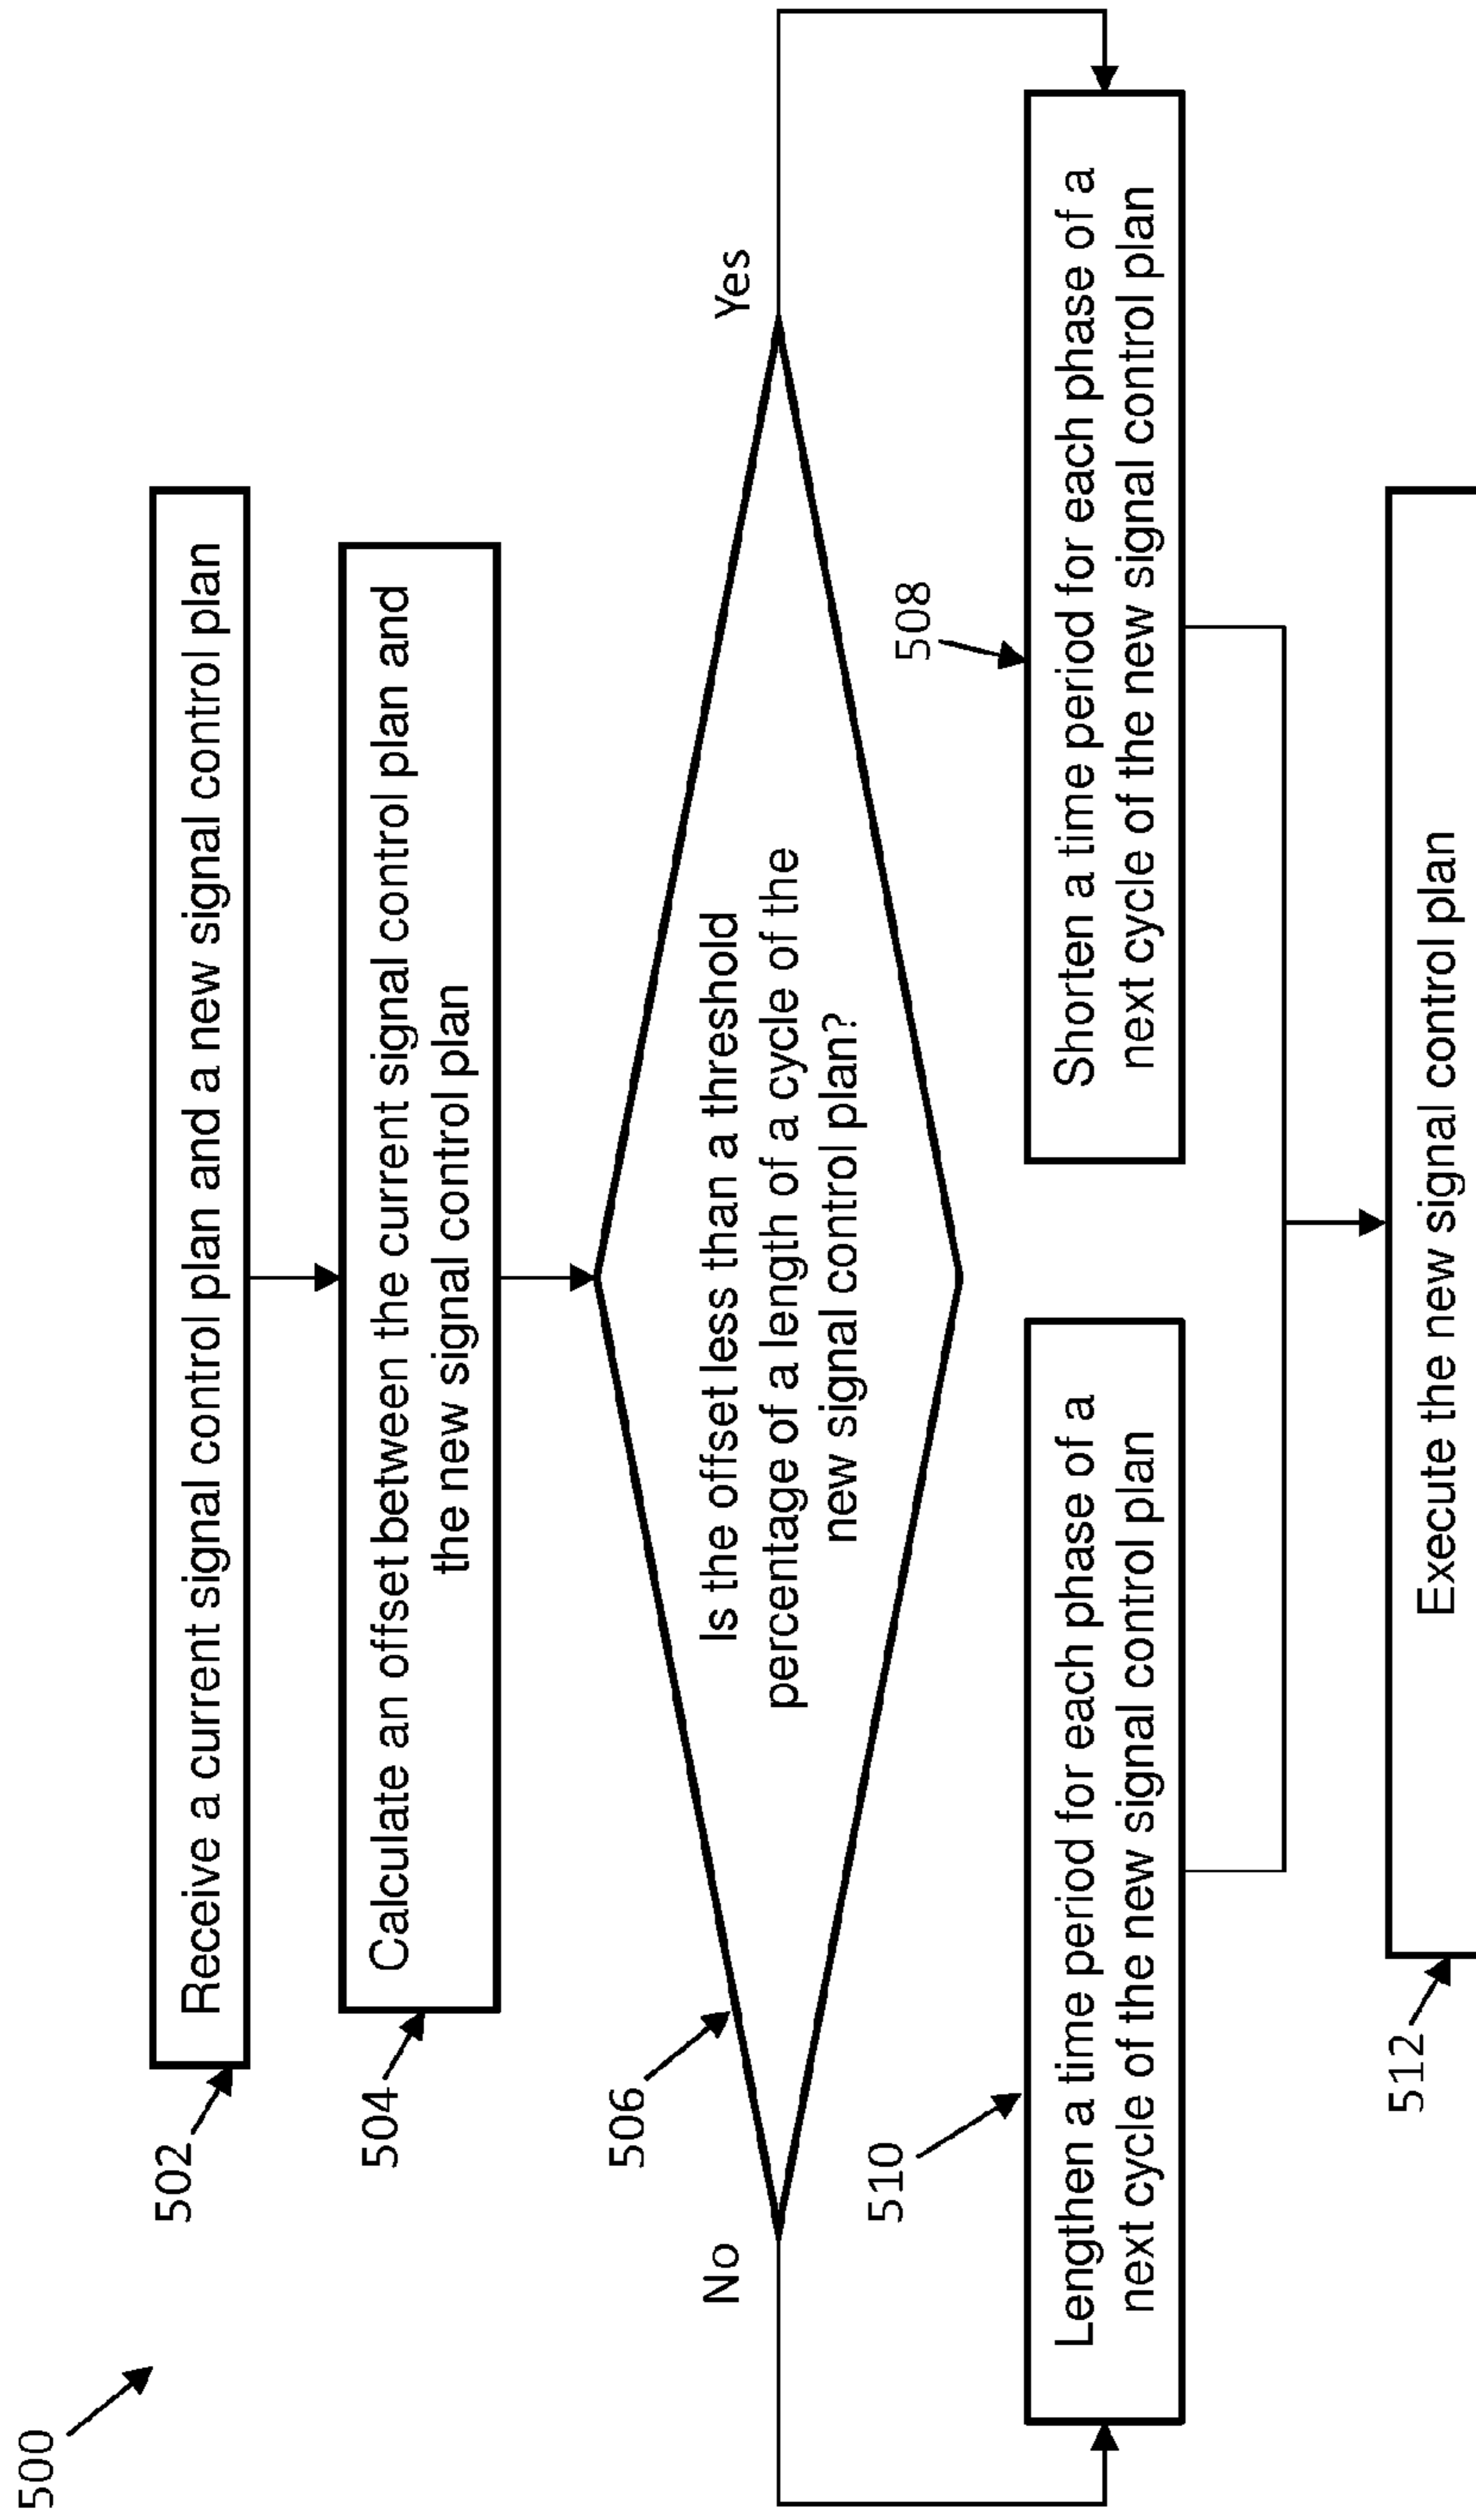 500
502
Receive a current signal control plan and a new signal control plan
504
Calculate an offset between the current signal control plan and
the new signal control plan
506
Is the offset less than a threshold
percentage of a length of a cycle of the
new signal control plan?
No
Yes
510
Lengthen a time period for each phase of a
next cycle of the new signal control plan
508
Shorten a time period for each phase of a
next cycle of the new signal control plan
512
Execute the new signal control plan